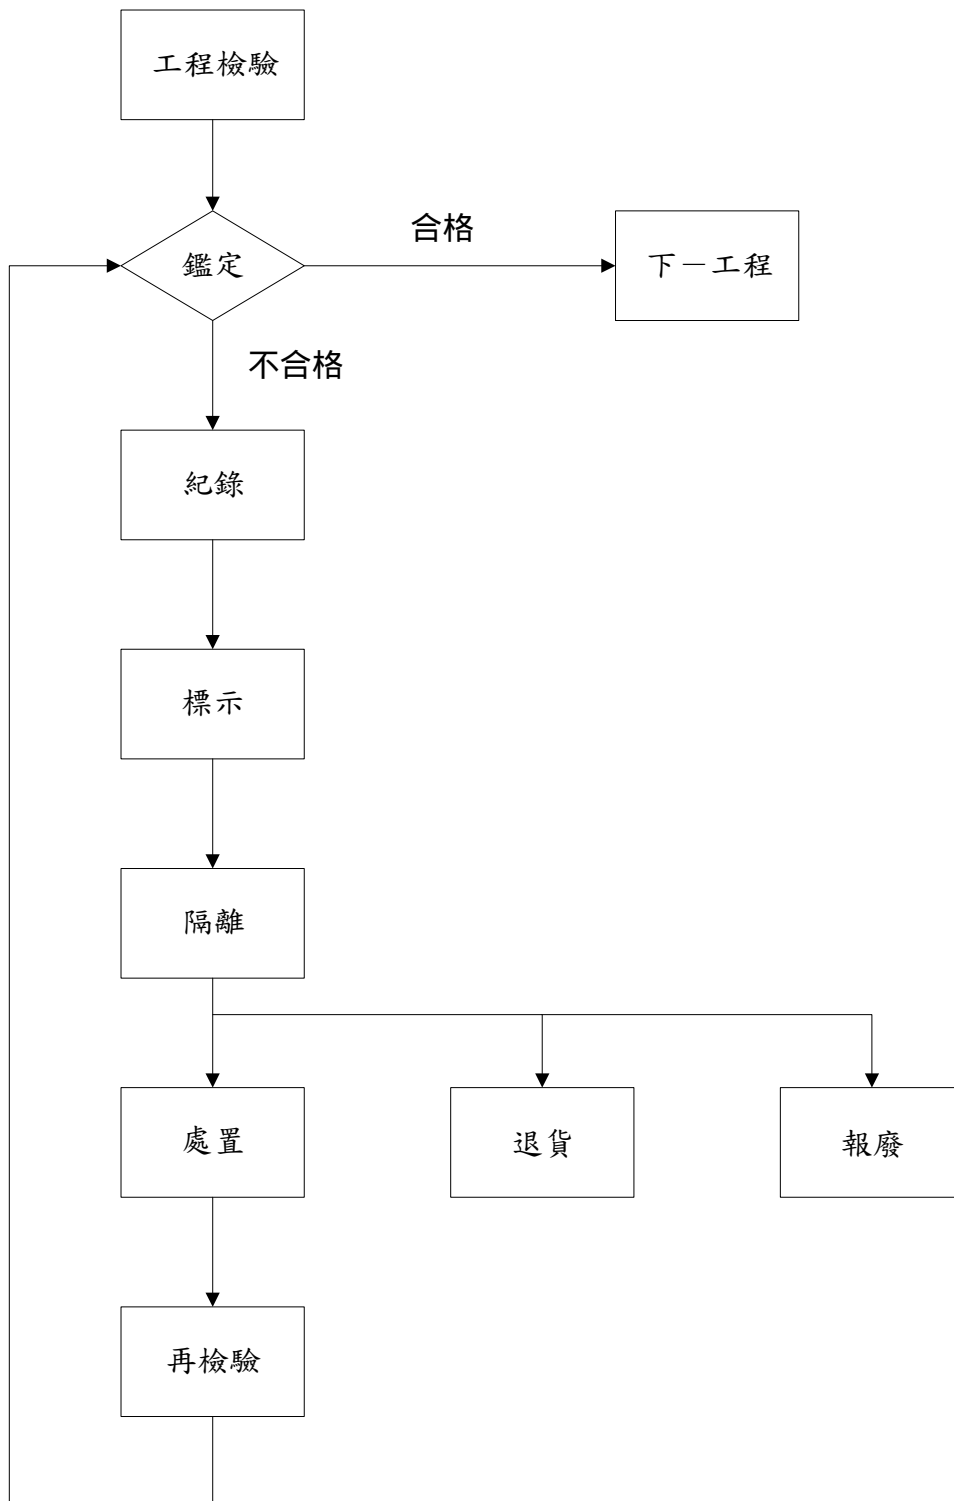 工程檢驗
合格
鑑定
下一工程
不合格
紀錄
標示
隔離
處置
退貨
報廢
再檢驗